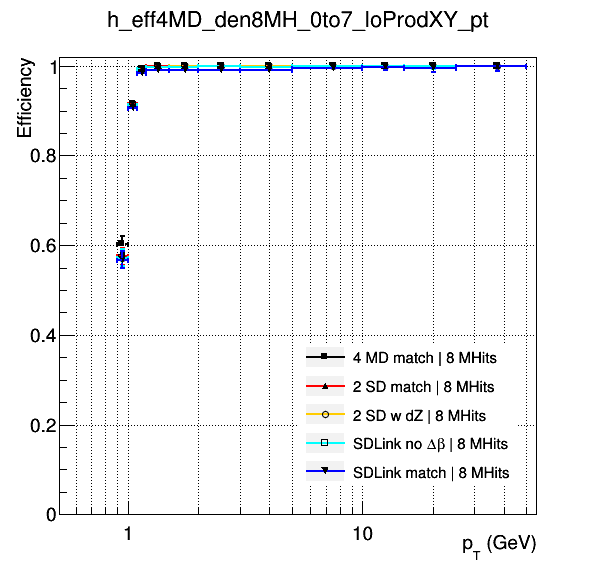 h_eff4MD_den8MH_0to7_loProdXY_pt
Efficiency
1
0.8
0.6
0.4
0.2
0
4 MD match | 8 MHits
2 SD match | 8 MHits
2 SD w dZ | 8 MHits
SDLink no Δβ | 8 MHits
SDLink match | 8 MHits
1
10
p_T (GeV)